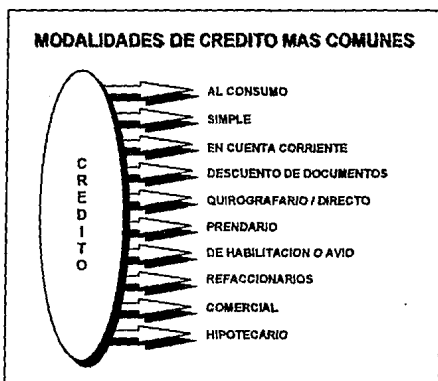 MODALIDADES DE CREDITO MAS COMUNES
CREDITO
AL CONSUMO
SIMPLE
EN CUENTA CORRIENTE
DESCUENTO DE DOCUMENTOS
QUIROGRAFARIO / DIRECTO
PRENDARIO
DE HABILITACION O AVIO
REFACCIONARIOS
COMERCIAL
HIPOTECARIO